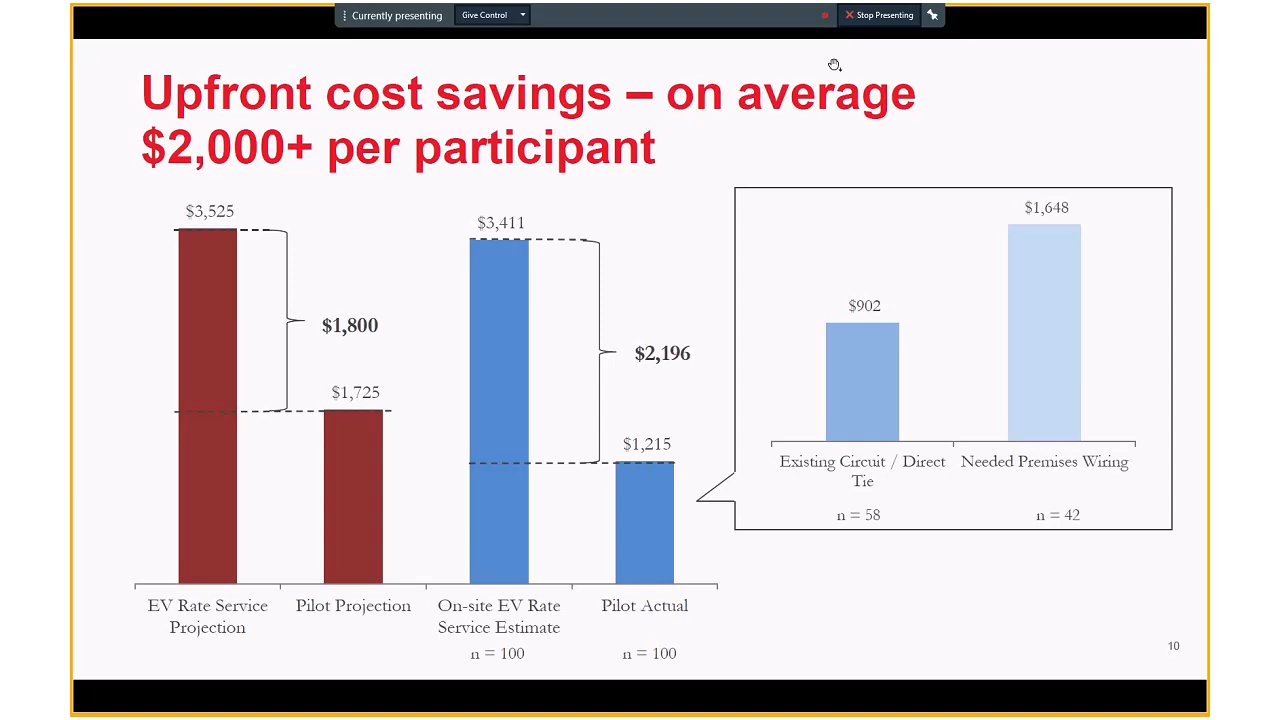 Currently presenting
Give Control
Stop Presenting
Upfront cost savings – on average
$2,000+ per participant
$3,525
$1,800
$1,725
$3,411
$2,196
$1,215
EV Rate Service
Projection
Pilot Projection
On-site EV Rate
Service Estimate
n = 100
Pilot Actual
n = 100
$902
$1,648
Existing Circuit / Direct
Tie
n = 58
Needed Premises Wiring
n = 42
10